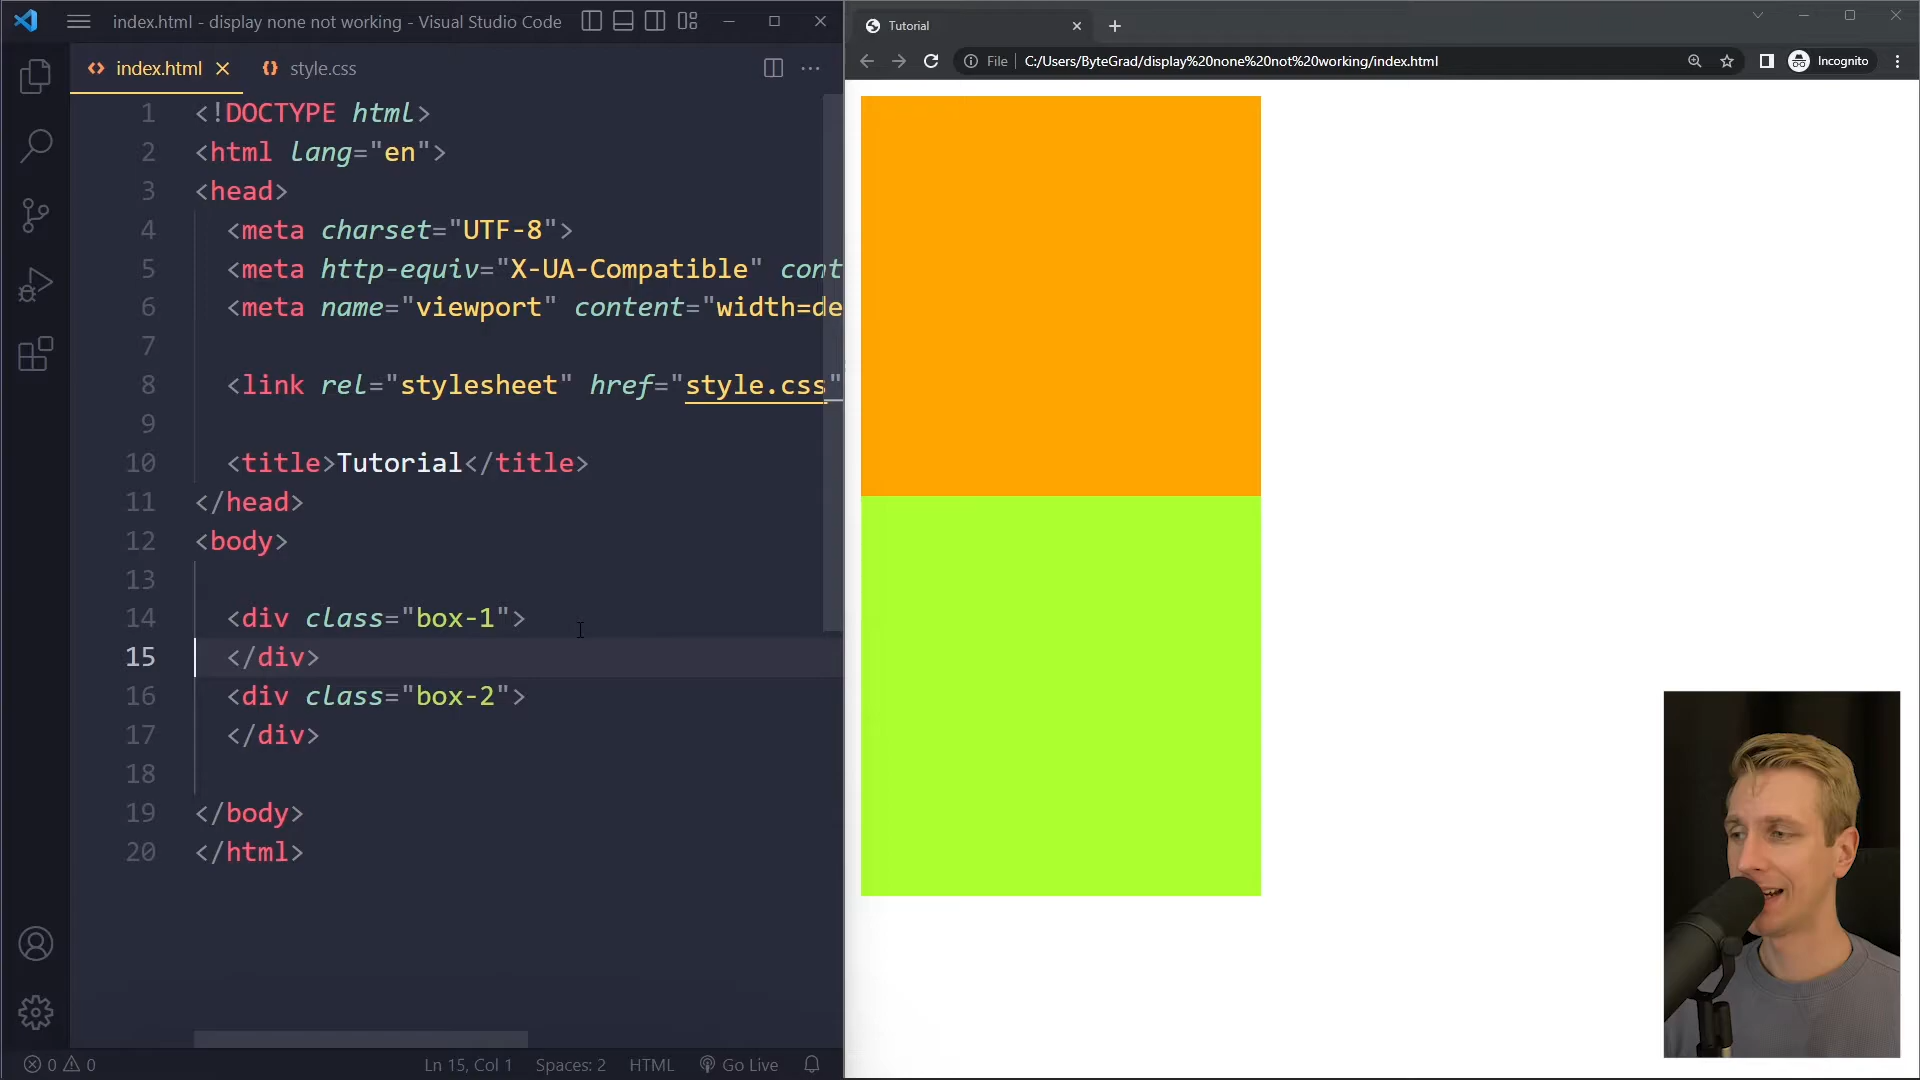 index.html - display none not working - Visual Studio Code
index.html
style.css
1 <!DOCTYPE html>
2 <html lang="en">
3 <head>
4 <meta charset="UTF-8">
5 <meta http-equiv="X-UA-Compatible" cont
6 <meta name="viewport" content="width=de
7
8 <link rel="stylesheet" href="style.css"
9
10 <title>Tutorial</title>
11 </head>
12 <body>
13
14 <div class="box-1">
15 </div>
16 <div class="box-2">
17 </div>
18
19 </body>
20 </html>
0 0
Ln 15, Col 1
Spaces: 2
HTML
Go Live
Tutorial
File
C:/Users/ByteGrad/display%20none%20not%20working/index.html
Incognito